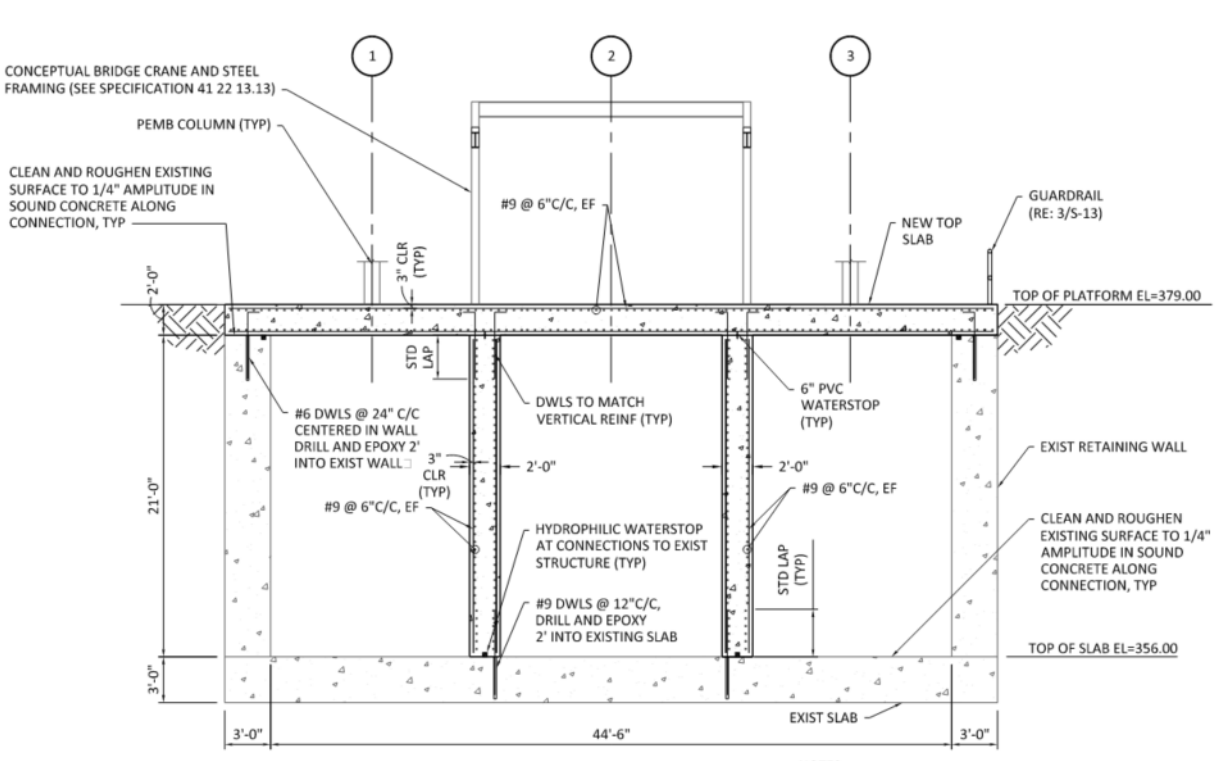 1
2
3
CONCEPTUAL BRIDGE CRANE AND STEEL
FRAMING (SEE SPECIFICATION 41 22 13.13)
PEMB COLUMN (TYP)
CLEAN AND ROUGHEN EXISTING
SURFACE TO 1/4" AMPLITUDE IN
SOUND CONCRETE ALONG
CONNECTION, TYP
#9 @ 6"C/C, EF
GUARDRAIL
(RE: 3/S-13)
NEW TOP
SLAB
3" CLR
(TYP)
2'-0"
TOP OF PLATFORM EL=379.00
STD
LAP
#6 DWLS @ 24" C/C
CENTERED IN WALL
DRILL AND EPOXY 2'
INTO EXIST WALL
DWLS TO MATCH
VERTICAL REINF (TYP)
6" PVC
WATERSTOP
(TYP)
EXIST RETAINING WALL
3"
CLR
(TYP)
2'-0"
2'-0"
#9 @ 6"C/C, EF
#9 @ 6"C/C, EF
21'-0"
HYDROPHILIC WATERSTOP
AT CONNECTIONS TO EXIST
STRUCTURE (TYP)
STD LAP
(TYP)
CLEAN AND ROUGHEN
EXISTING SURFACE TO 1/4"
AMPLITUDE IN SOUND
CONCRETE ALONG
CONNECTION, TYP
#9 DWLS @ 12"C/C,
DRILL AND EPOXY
2' INTO EXISTING SLAB
TOP OF SLAB EL=356.00
3'-0"
EXIST SLAB
3'-0"
44'-6"
3'-0"